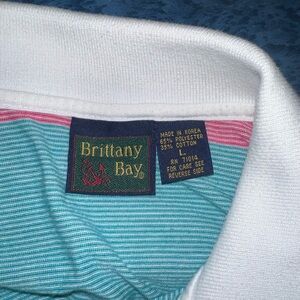 Brittany
Bay®
MADE IN KOREA
65% POLYESTER
35% COTTON
L
RN 71014
FOR CARE SEE
REVERSE SIDE